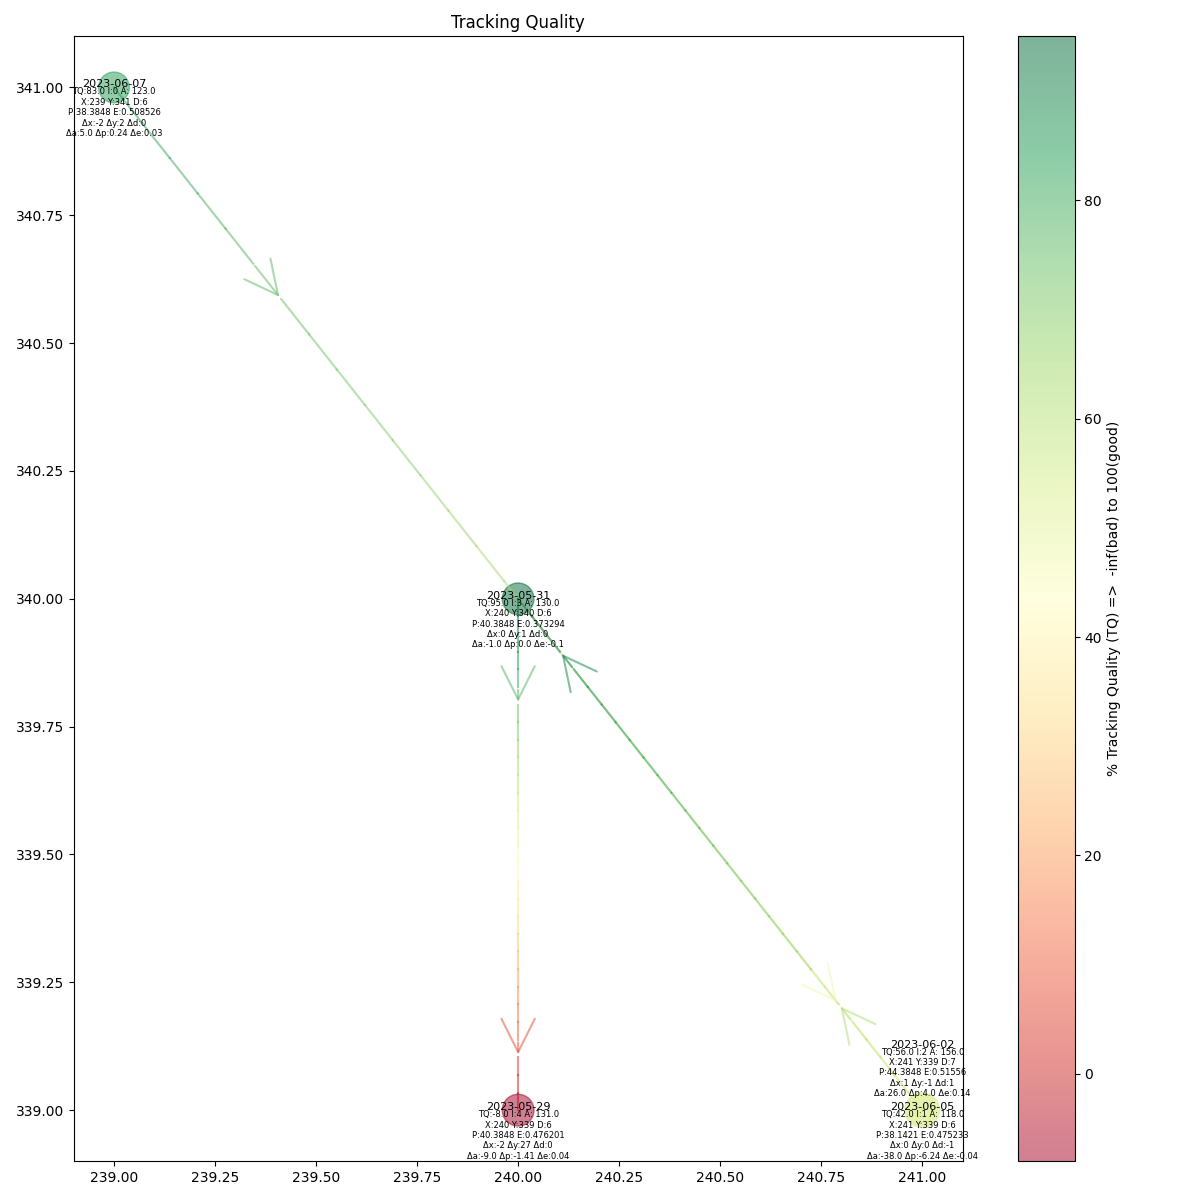 Tracking Quality
341.00
340.75
340.50
340.25
340.00
339.75
339.50
339.25
339.00
2023-06-07
TQ:83.0 I:0 A: 123.0
X:239 Y:341 D:6
P:38.3848 E:0.508526
Δx:-2 Δy:2 Δd:0
Δa:5.0 Δp:0.24 Δe:0.03
2023-05-31
TQ:95.0 I:3 A: 130.0
X:240 Y:340 D:6
P:40.3848 E:0.373294
Δx:0 Δy:1 Δd:0
Δa:-1.0 Δp:0.0 Δe:-0.1
2023-06-02
TQ:56.0 I:2 A: 156.0
X:241 Y:339 D:7
P:44.3848 E:0.51556
Δx:1 Δy:-1 Δd:1
Δa:26.0 Δp:4.0 Δe:0.14
2023-05-29
TQ:-8.0 I:4 A: 131.0
X:240 Y:339 D:6
P:40.3848 E:0.476201
Δx:-2 Δy:27 Δd:0
Δa:-9.0 Δp:-1.41 Δe:0.04
2023-06-05
TQ:42.0 I:1 A: 118.0
X:241 Y:339 D:6
P:38.1421 E:0.475233
Δx:0 Δy:0 Δd:-1
Δa:-38.0 Δp:-6.24 Δe:-0.04
239.00 239.25 239.50 239.75 240.00 240.25 240.50 240.75 241.00
80
60
40
20
0
% Tracking Quality (TQ) => -inf(bad) to 100(good)